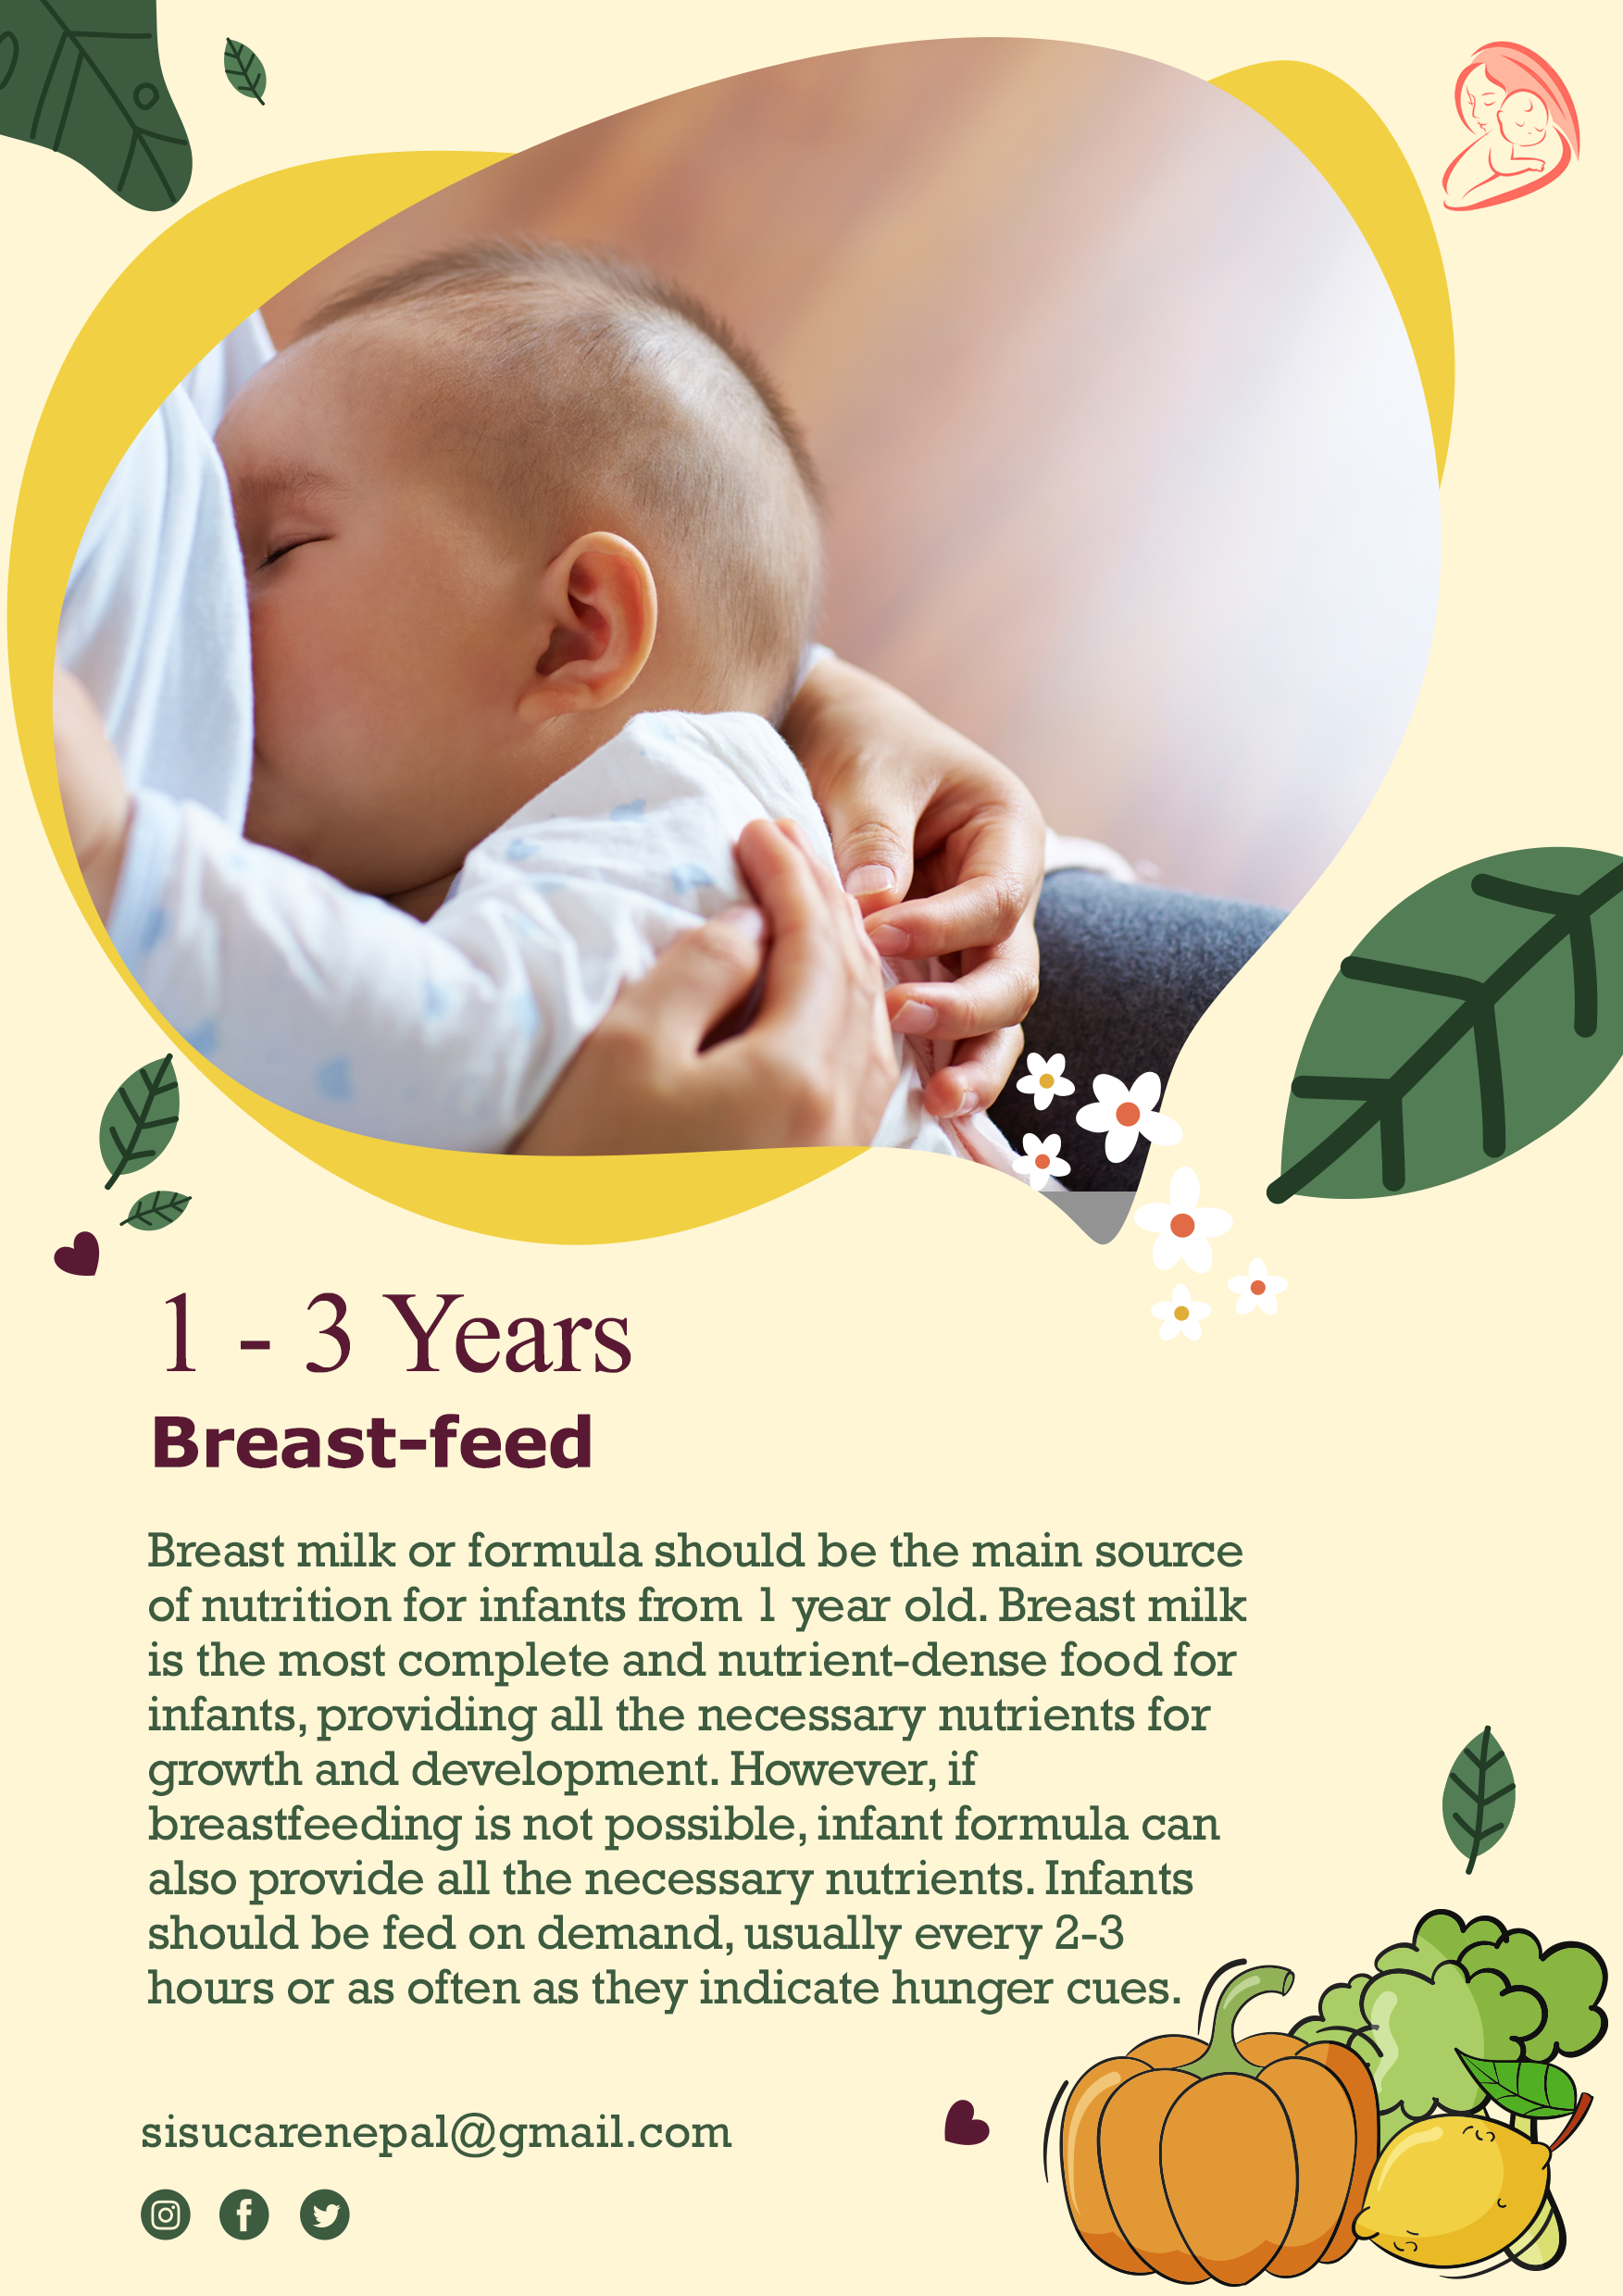 1 - 3 Years
Breast-feed
Breast milk or formula should be the main source
of nutrition for infants from 1 year old. Breast milk
is the most complete and nutrient-dense food for
infants, providing all the necessary nutrients for
growth and development. However, if
breastfeeding is not possible, infant formula can
also provide all the necessary nutrients. Infants
should be fed on demand, usually every 2-3
hours or as often as they indicate hunger cues.
sisucarenepal@gmail.com